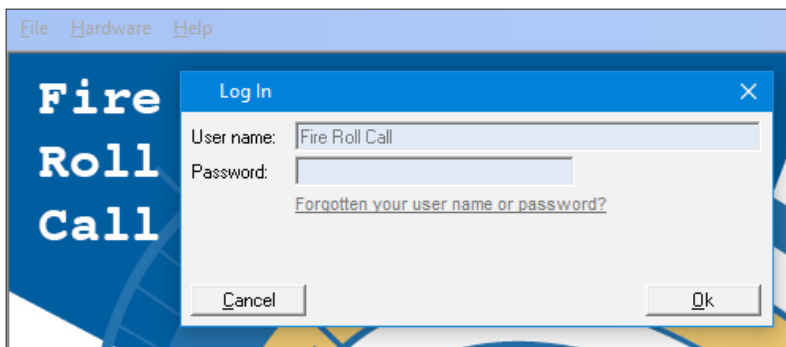 File Hardware Help
Fire
Roll
Call
Log In
User name: Fire Roll Call
Password:
Forgotten your user name or password?
Cancel Ok